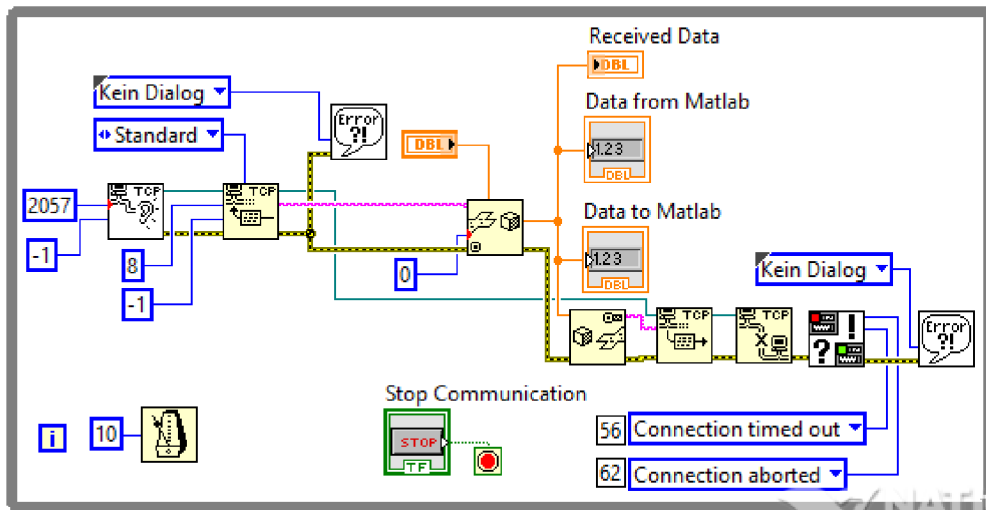 Received Data
DBL
Kein Dialog
Error
?!
Data from Matlab
Standard
DBL
1.23
DBL
TCP
TCP
2057
Data to Matlab
-1
8
0
1.23
DBL
Kein Dialog
-1
TCP
TCP
!
?
Error
?!
Stop Communication
i
10
STOP
TF
56
Connection timed out
62
Connection aborted